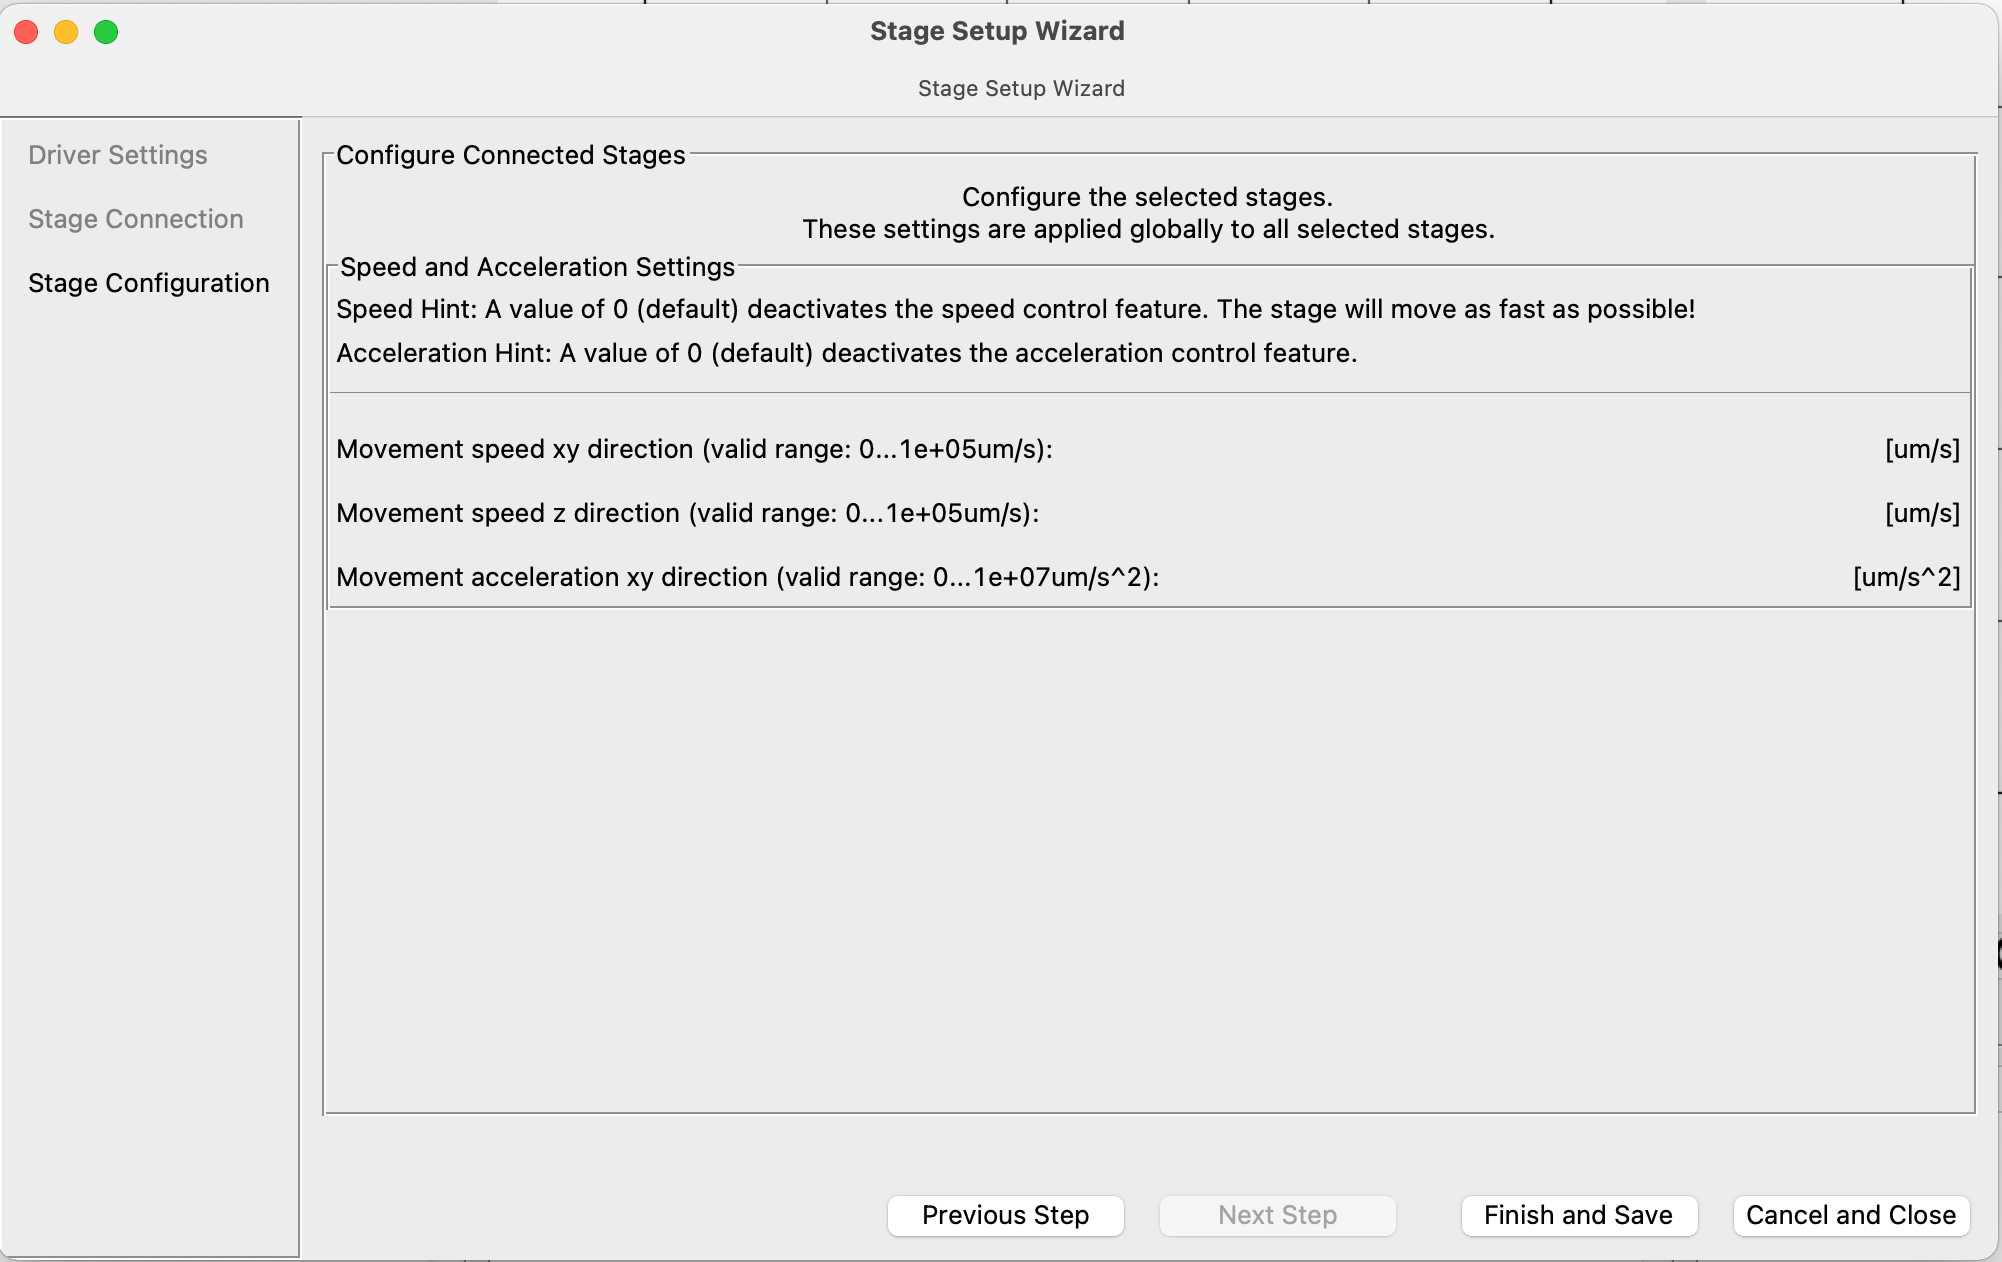 Stage Setup Wizard
Stage Setup Wizard
Driver Settings
Stage Connection
Stage Configuration
Configure Connected Stages
Configure the selected stages.
These settings are applied globally to all selected stages.
Speed and Acceleration Settings
Speed Hint: A value of 0 (default) deactivates the speed control feature. The stage will move as fast as possible!
Acceleration Hint: A value of 0 (default) deactivates the acceleration control feature.
Movement speed xy direction (valid range: 0...1e+05um/s): [um/s]
Movement speed z direction (valid range: 0...1e+05um/s): [um/s]
Movement acceleration xy direction (valid range: 0...1e+07um/s^2): [um/s^2]
Previous Step Next Step Finish and Save Cancel and Close